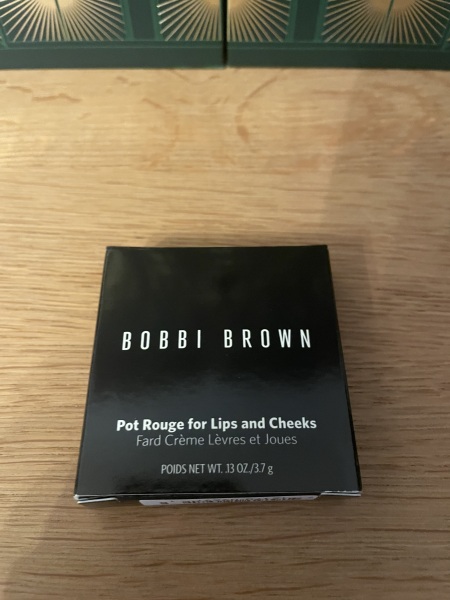 BOBBI BROWN
Pot Rouge for Lips and Cheeks
Fard Crème Lèvres et Joues
POIDS NET WT. .13 OZ./3.7 g